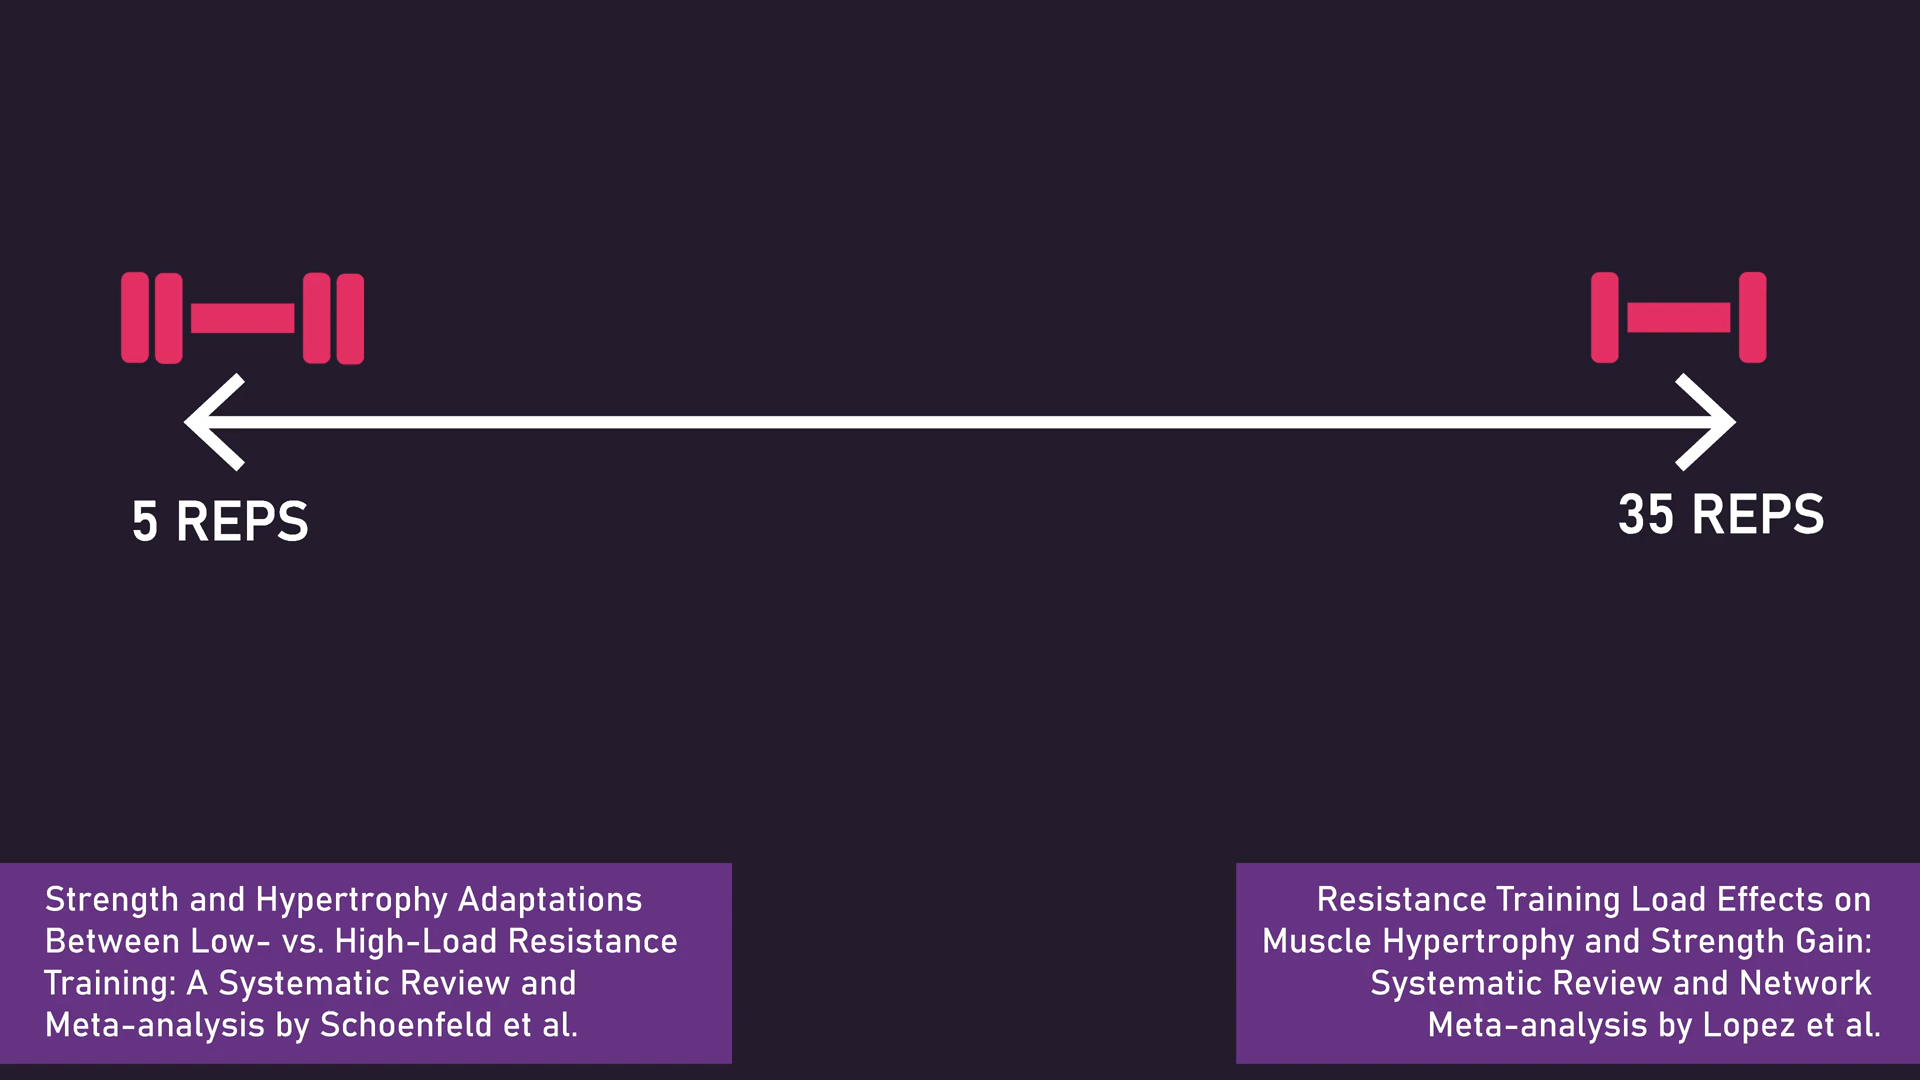 5 REPS
35 REPS
Strength and Hypertrophy Adaptations
Between Low- vs. High-Load Resistance
Training: A Systematic Review and
Meta-analysis by Schoenfeld et al.
Resistance Training Load Effects on
Muscle Hypertrophy and Strength Gain:
Systematic Review and Network
Meta-analysis by Lopez et al.